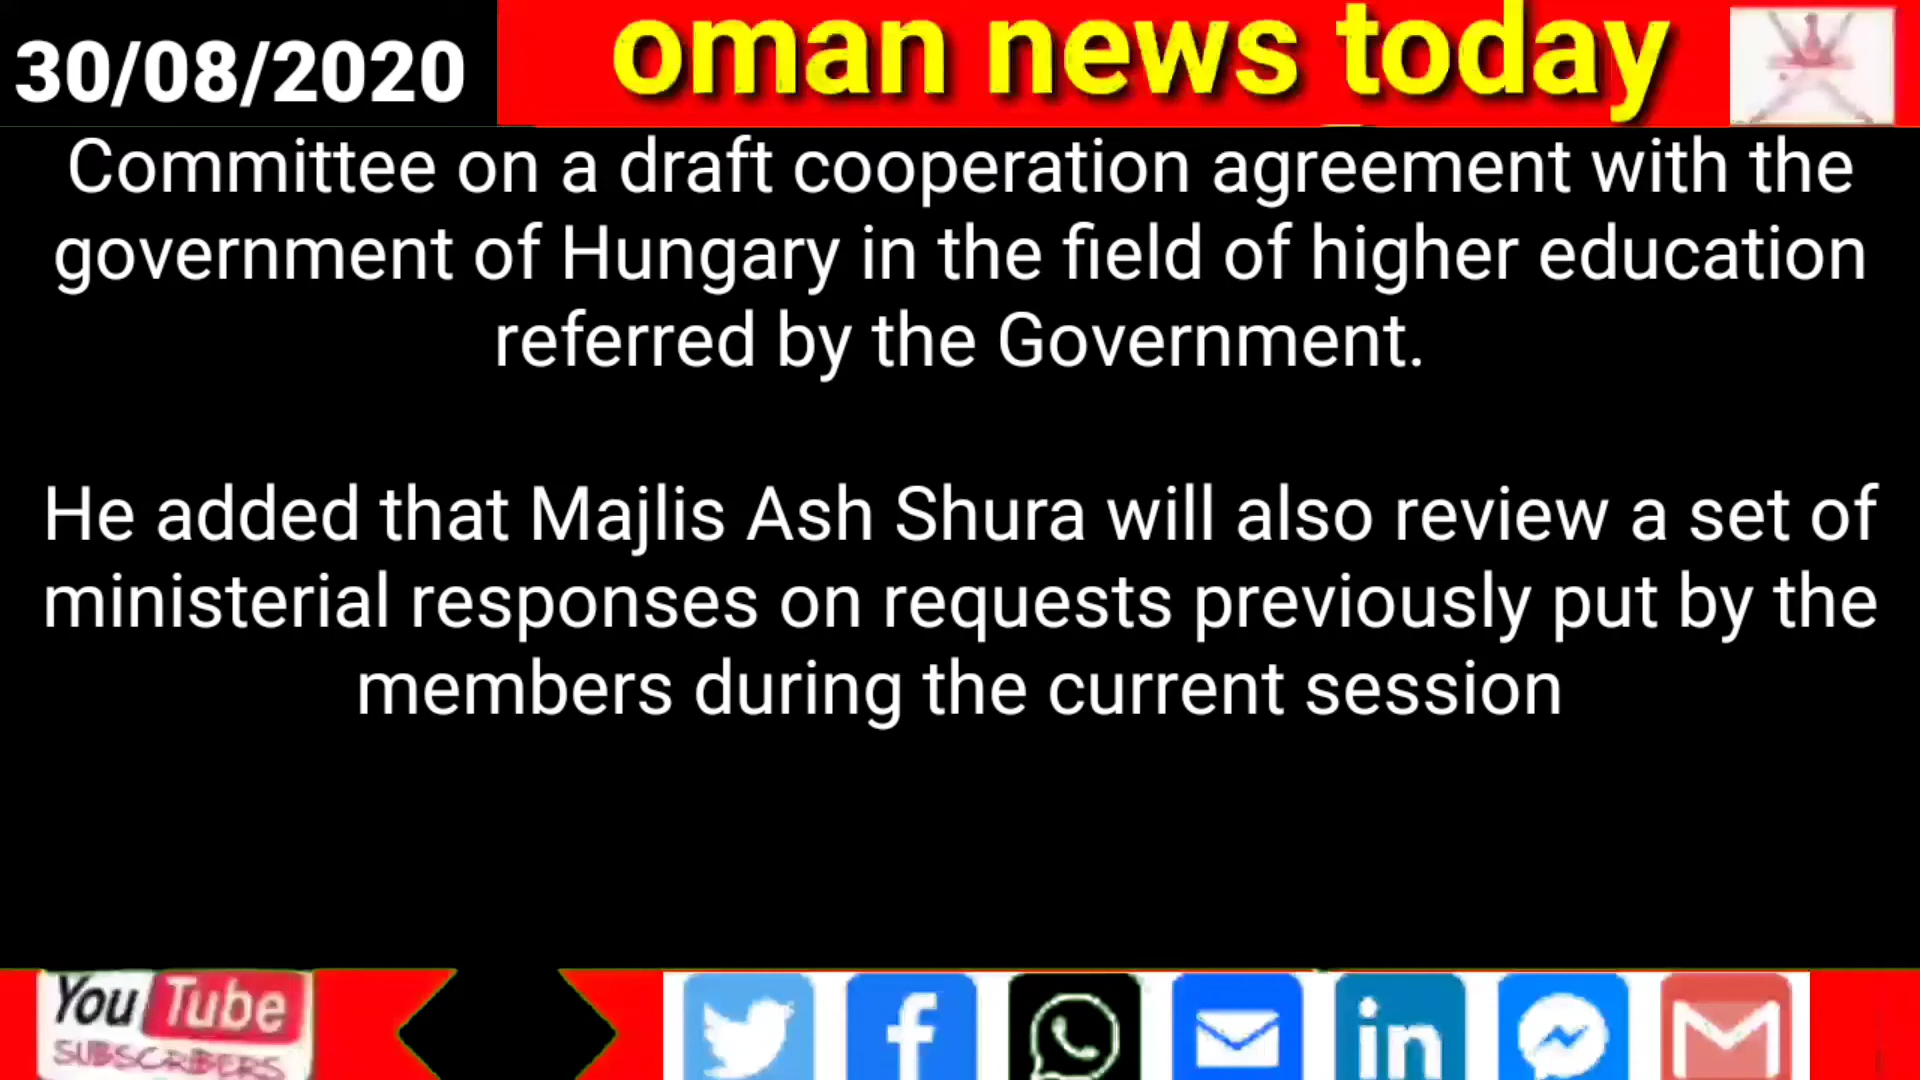 30/08/2020
oman news today
Committee on a draft cooperation agreement with the
government of Hungary in the field of higher education
referred by the Government.
He added that Majlis Ash Shura will also review a set of
ministerial responses on requests previously put by the
members during the current session
You Tube
SUBSCRIBERS
f
in